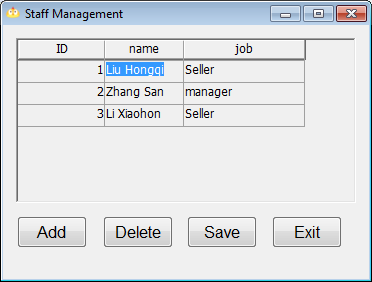 Staff Management
ID name job
1 Liu Hongqi Seller
2 Zhang San manager
3 Li Xiaohon Seller
Add Delete Save Exit